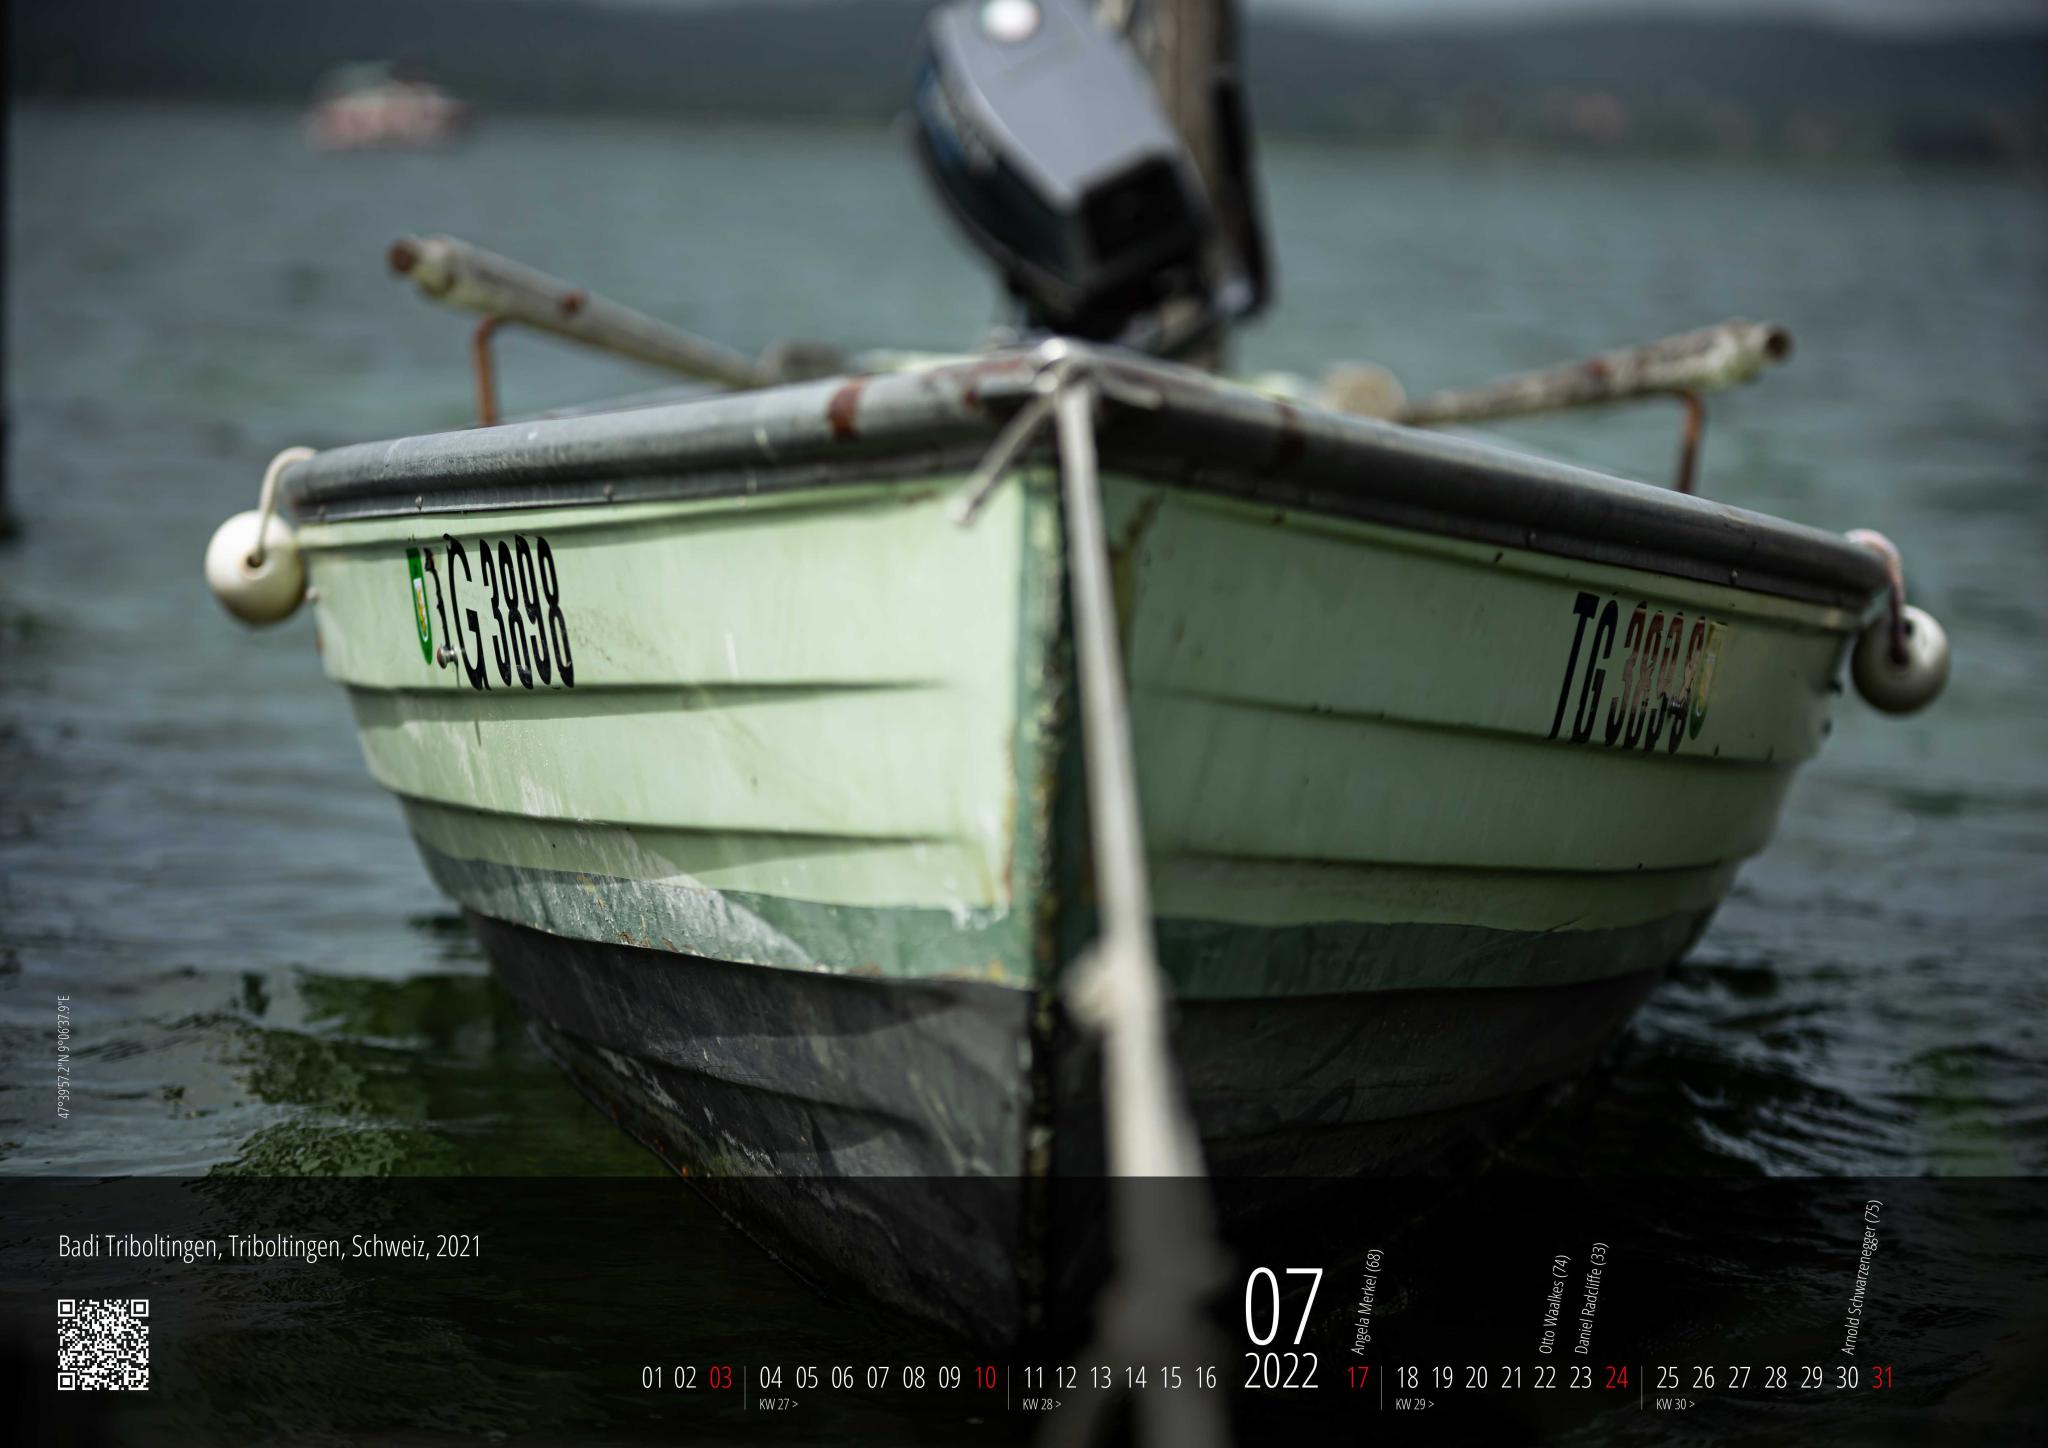 TG 3898
TG 3898
47°39'57.2"N 9°06'37.9"E
Badi Triboltingen, Triboltingen, Schweiz, 2021
07
2022
Angela Merkel (68)
Otto Waalkes (74)
Daniel Radcliffe (33)
Arnold Schwarzenegger (75)
01 02 03 04 05 06 07 08 09 10 11 12 13 14 15 16 17 18 19 20 21 22 23 24 25 26 27 28 29 30 31
KW 27 > KW 28 > KW 29 > KW 30 >